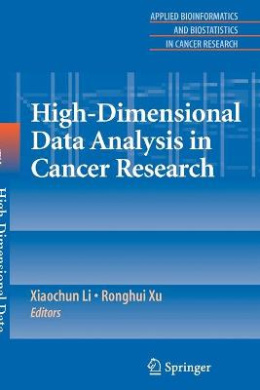 APPLIED BIOINFORMATICS
AND BIOSTATISTICS
IN CANCER RESEARCH
High-Dimensional
Data Analysis in
Cancer Research
Xiaochun Li • Ronghui Xu
Editors
Springer
High-Dimensional Data